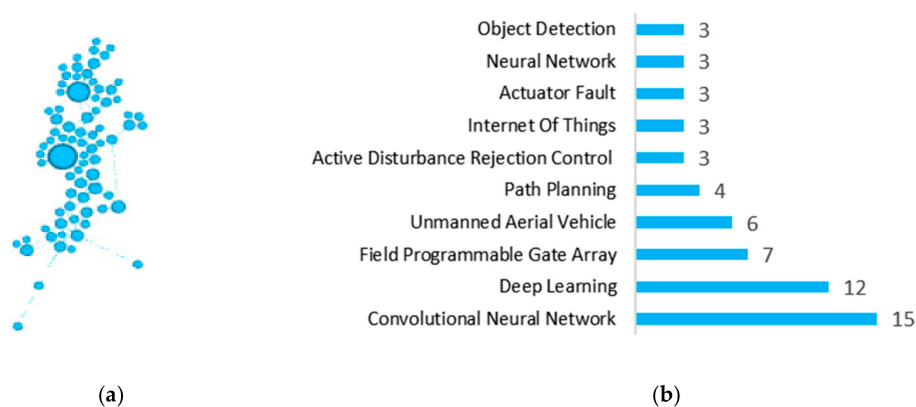 Object Detection 3
Neural Network 3
Actuator Fault 3
Internet Of Things 3
Active Disturbance Rejection Control 3
Path Planning 4
Unmanned Aerial Vehicle 6
Field Programmable Gate Array 7
Deep Learning 12
Convolutional Neural Network 15
(a) (b)